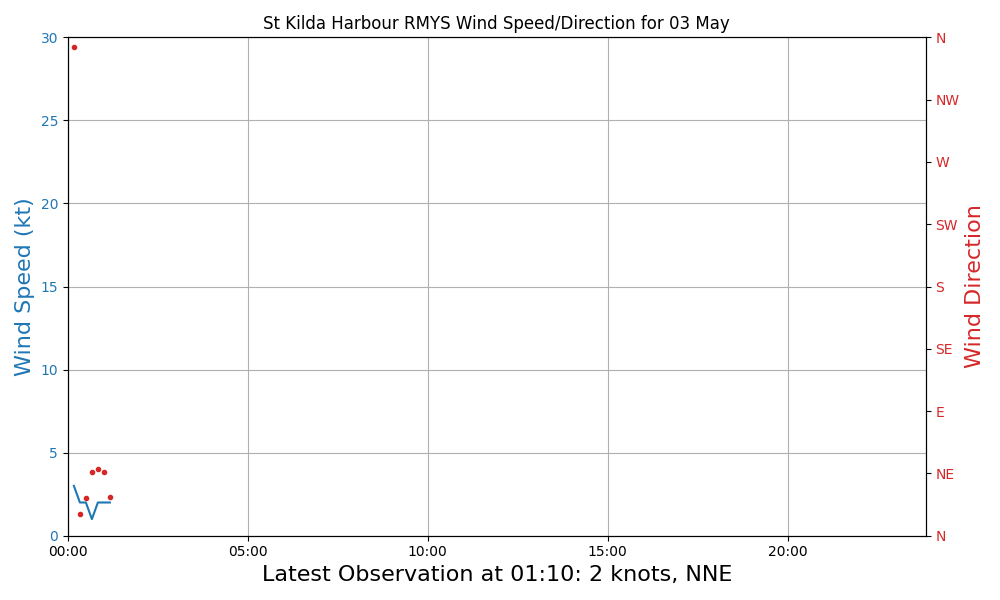 St Kilda Harbour RMYS Wind Speed/Direction for 03 May
30
25
20
15
10
5
0
Wind Speed (kt)
N
NW
W
SW
S
SE
E
NE
N
Wind Direction
00:00 05:00 10:00 15:00 20:00
Latest Observation at 01:10: 2 knots, NNE